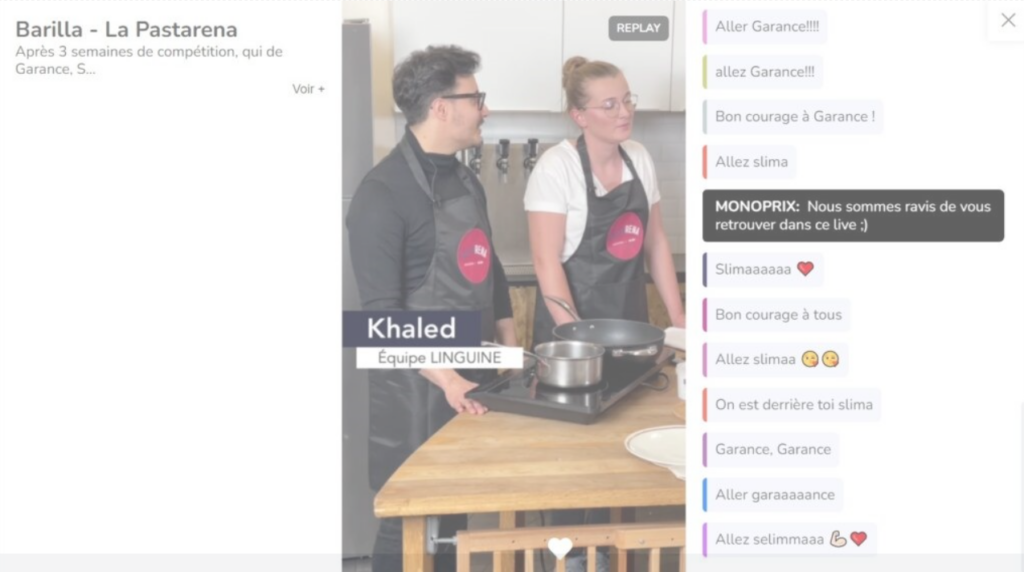 Barilla - La Pastarena
Après 3 semaines de compétition, qui de
Garance, S...
Voir +
REPLAY
Khaled
Équipe LINGUINE
Aller Garance!!!!
allez Garance!!!
Bon courage à Garance !
Allez slima
MONOPRIX: Nous sommes ravis de vous
retrouver dans ce live ;)
Slimaaaaaa ❤️
Bon courage à tous
Allez slimaa 😘😘
On est derrière toi slima
Garance, Garance
Aller garaaaaance
Allez selimmaaa 💪❤️